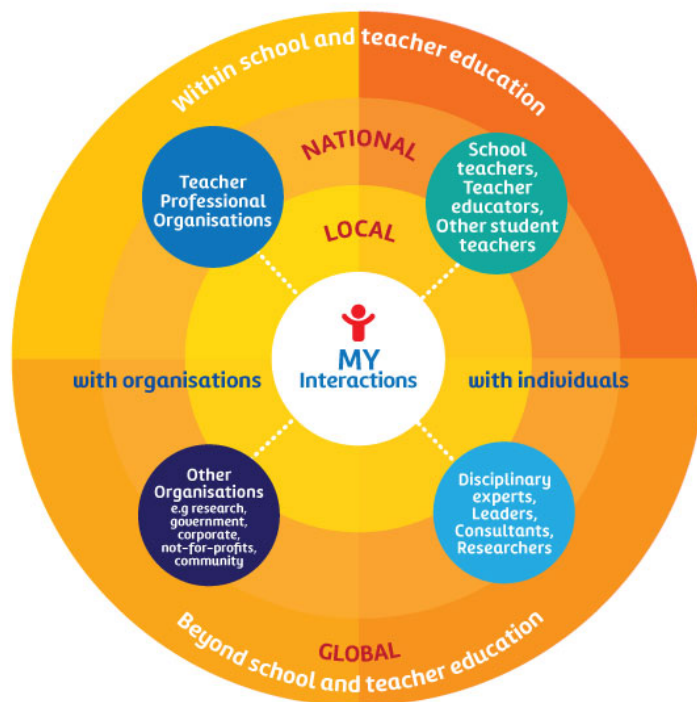 Within school and teacher education
NATIONAL
LOCAL
Teacher
Professional
Organisations
School
teachers,
Teacher
educators,
Other student
teachers
MY
Interactions
with organisations
with individuals
Other
Organisations
e.g research,
government,
corporate,
not-for-profits,
community
Disciplinary
experts,
Leaders,
Consultants,
Researchers
GLOBAL
Beyond school and teacher education